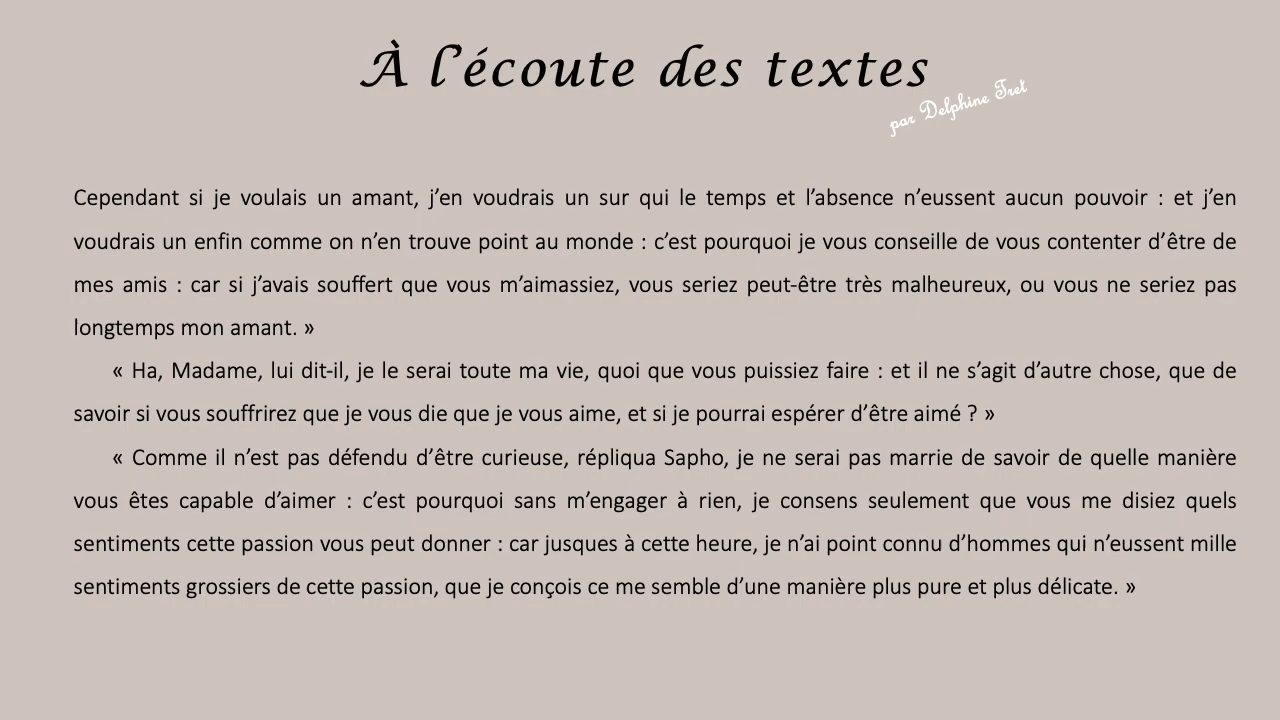 À l’écoute des textes
par Delphine Tret
Cependant si je voulais un amant, j’en voudrais un sur qui le temps et l’absence n’eussent aucun pouvoir : et j’en
voudrais un enfin comme on n’en trouve point au monde : c’est pourquoi je vous conseille de vous contenter d’être de
mes amis : car si j’avais souffert que vous m’aimassiez, vous seriez peut-être très malheureux, ou vous ne seriez pas
longtemps mon amant. »
« Ha, Madame, lui dit-il, je le serai toute ma vie, quoi que vous puissiez faire : et il ne s’agit d’autre chose, que de
savoir si vous souffrirez que je vous die que je vous aime, et si je pourrai espérer d’être aimé ? »
« Comme il n’est pas défendu d’être curieuse, répliqua Sapho, je ne serai pas marrie de savoir de quelle manière
vous êtes capable d’aimer : c’est pourquoi sans m’engager à rien, je consens seulement que vous me disiez quels
sentiments cette passion vous peut donner : car jusques à cette heure, je n’ai point connu d’hommes qui n’eussent mille
sentiments grossiers de cette passion, que je conçois ce me semble d’une manière plus pure et plus délicate. »